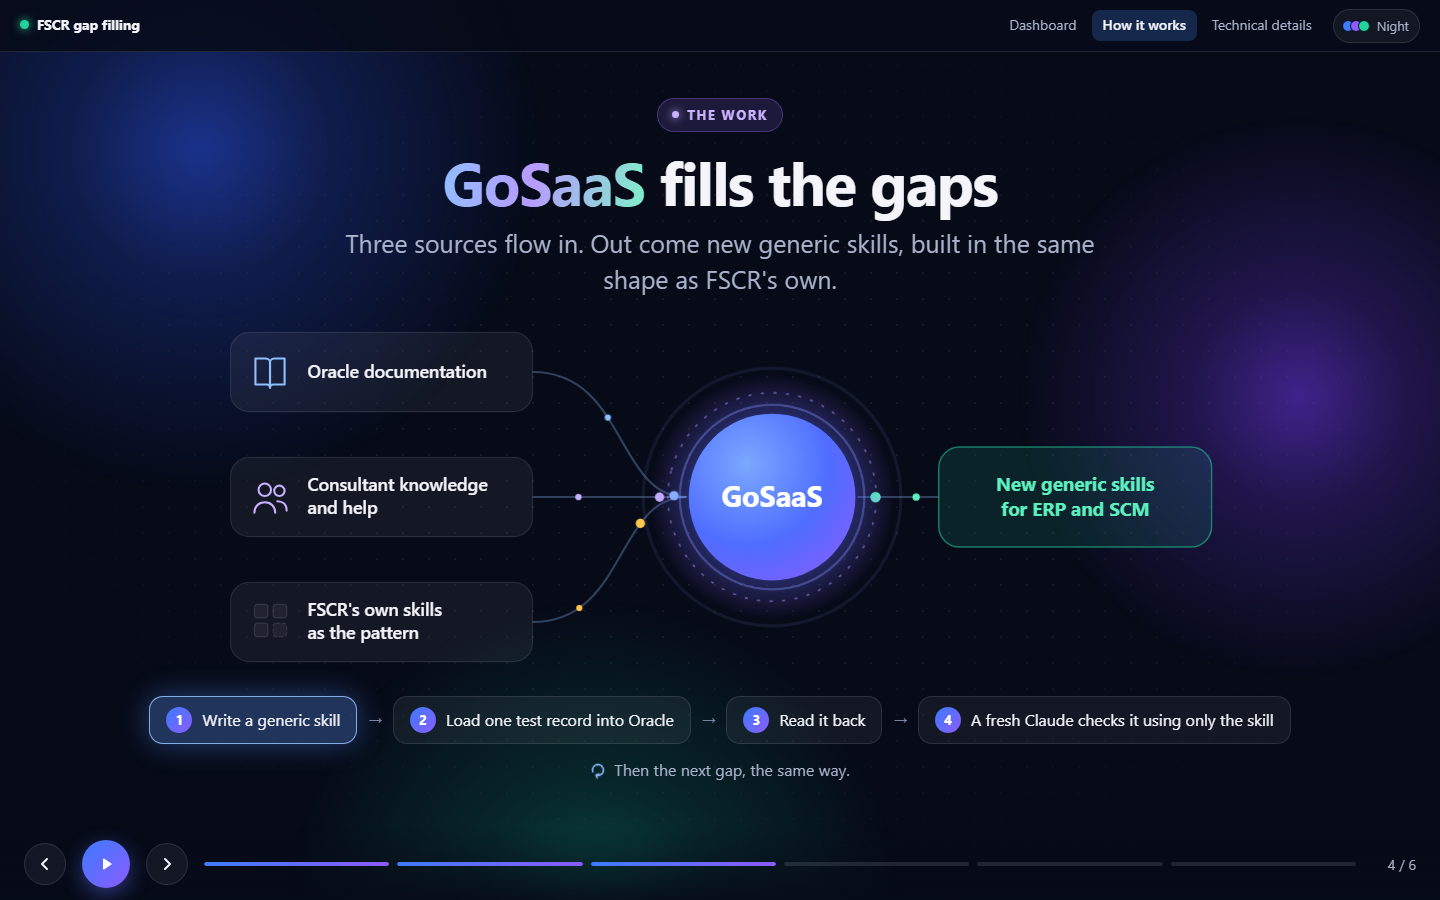 FSCR gap filling
Dashboard
How it works
Technical details
Night
THE WORK
GoSaaS fills the gaps
Three sources flow in. Out come new generic skills, built in the same
shape as FSCR's own.
Oracle documentation
Consultant knowledge
and help
FSCR's own skills
as the pattern
GoSaaS
New generic skills
for ERP and SCM
1 Write a generic skill →
2 Load one test record into Oracle →
3 Read it back →
4 A fresh Claude checks it using only the skill
Then the next gap, the same way.
4 / 6